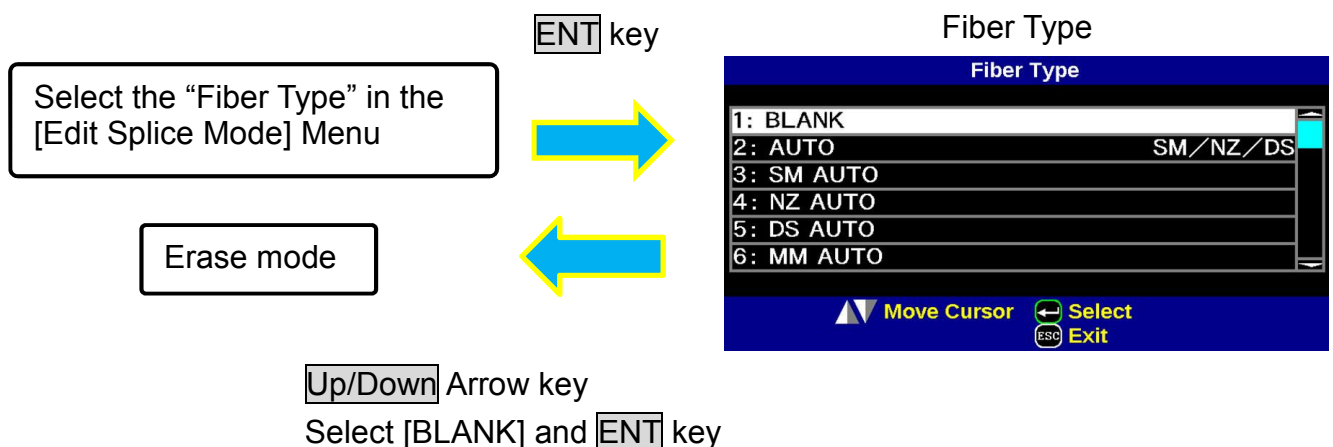 ENT key
Fiber Type
Select the “Fiber Type” in the
[Edit Splice Mode] Menu
Fiber Type
1: BLANK
2: AUTO SM／NZ／DS
3: SM AUTO
4: NZ AUTO
5: DS AUTO
6: MM AUTO
Move Cursor Select
ESC Exit
Erase mode
Up/Down Arrow key
Select [BLANK] and ENT key